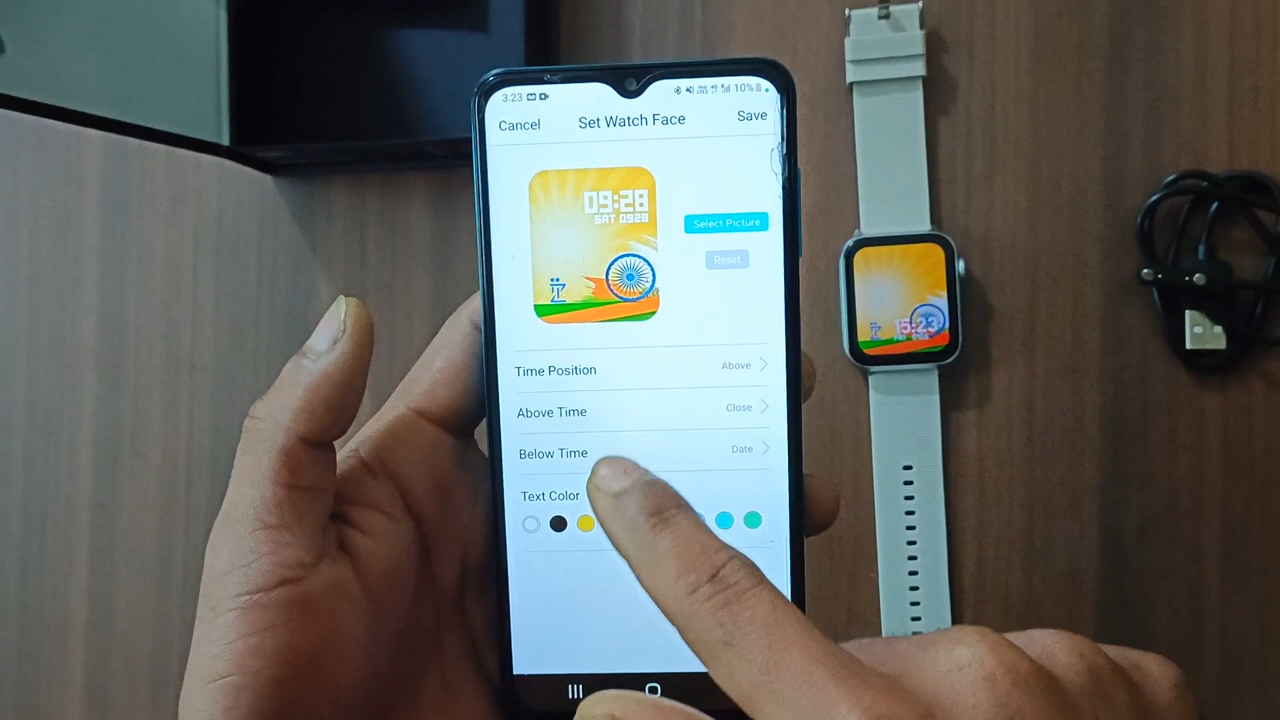 3:23
10%
Cancel
Set Watch Face
Save
09:28
SAT 0928
Select Picture
Reset
Time Position
Above
Above Time
Close
Below Time
Date
Text Color
15:23